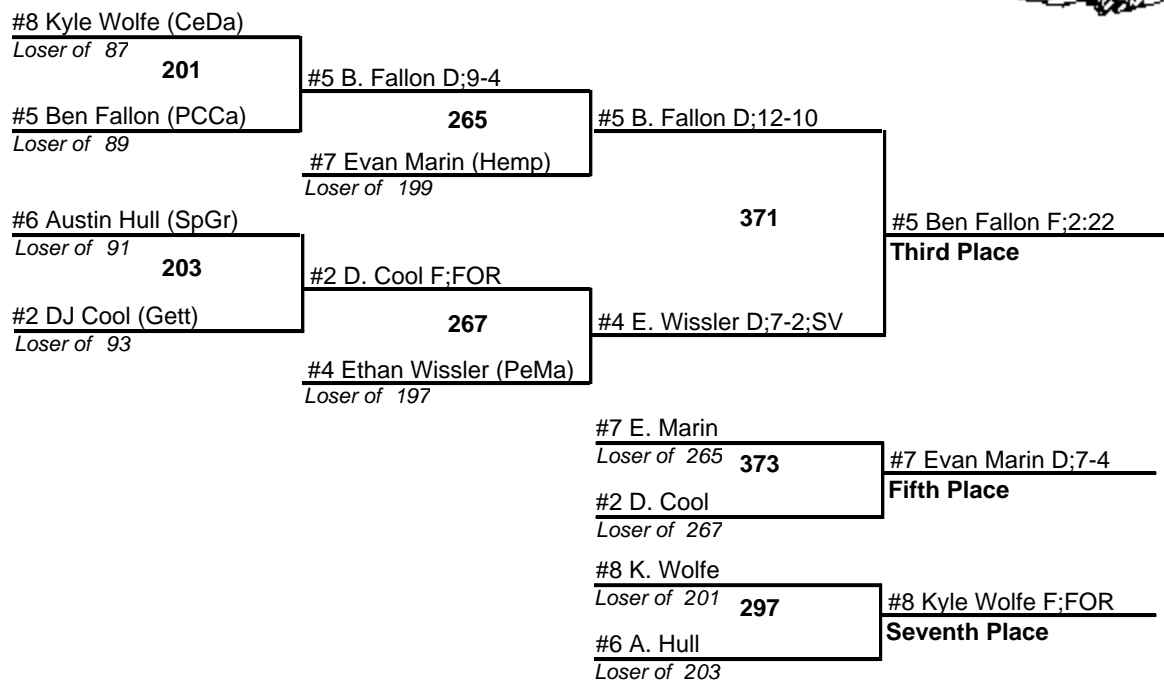 #8 Kyle Wolfe (CeDa)
Loser of 87
201
#5 Ben Fallon (PCCa)
Loser of 89
#5 B. Fallon D;9-4
265
#7 Evan Marin (Hemp)
Loser of 199
#5 B. Fallon D;12-10
#6 Austin Hull (SpGr)
Loser of 91
203
#2 DJ Cool (Gett)
Loser of 93
#2 D. Cool F;FOR
267
#4 Ethan Wissler (PeMa)
Loser of 197
#4 E. Wissler D;7-2;SV
371
#5 Ben Fallon F;2:22
Third Place
#7 E. Marin
Loser of 265
373
#2 D. Cool
Loser of 267
#7 Evan Marin D;7-4
Fifth Place
#8 K. Wolfe
Loser of 201
297
#6 A. Hull
Loser of 203
#8 Kyle Wolfe F;FOR
Seventh Place